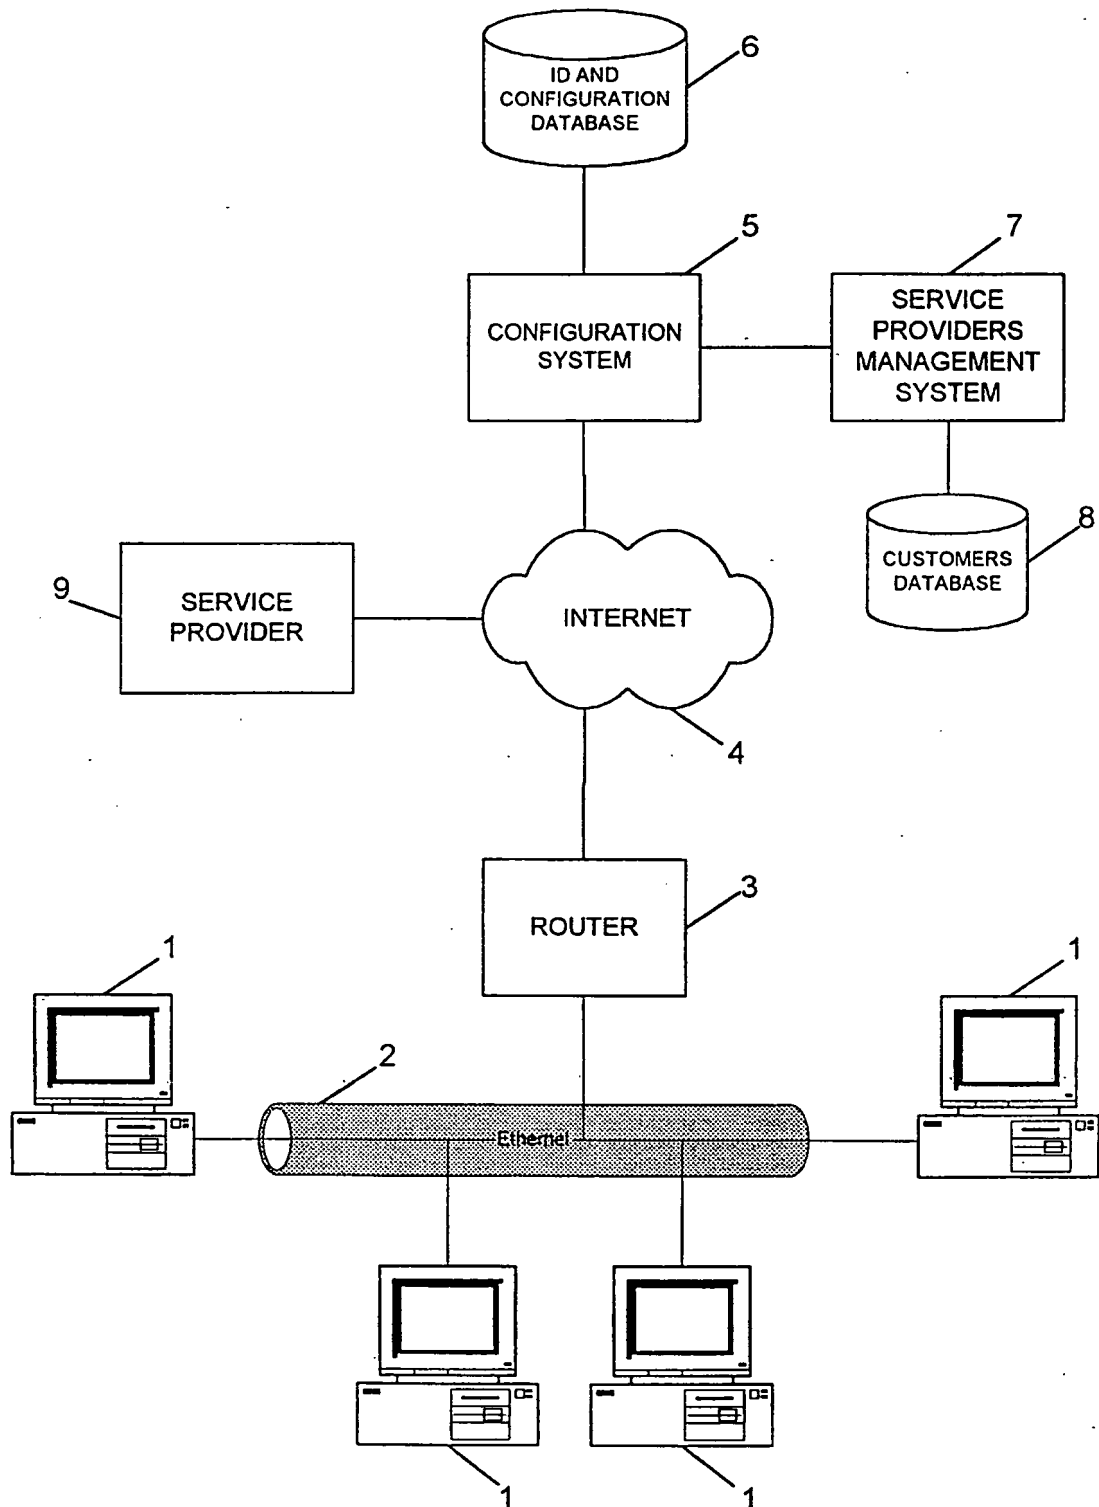 6
ID AND
CONFIGURATION
DATABASE
5
7
CONFIGURATION
SYSTEM
SERVICE
PROVIDERS
MANAGEMENT
SYSTEM
8
CUSTOMERS
DATABASE
9
SERVICE
PROVIDER
INTERNET
4
3
ROUTER
1
1
2
Ethernet
1
1